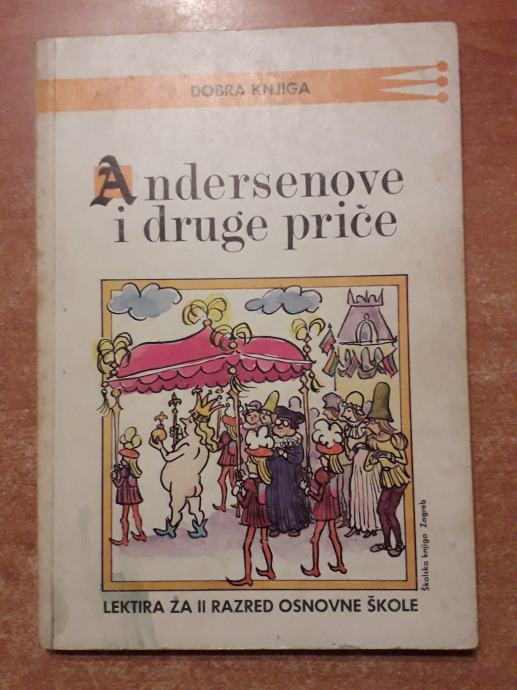 DOBRA KNJIGA
Andersenove
i druge priče
Školska knjiga Zagreb
LEKTIRA ZA II RAZRED OSNOVNE ŠKOLE